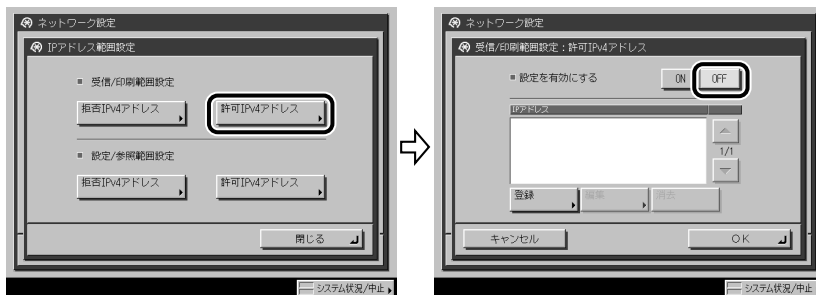 ネットワーク設定
IPアドレス範囲設定
■ 受信/印刷範囲設定
拒否IPv4アドレス
許可IPv4アドレス
■ 設定/参照範囲設定
拒否IPv4アドレス
許可IPv4アドレス
閉じる
システム状況/中止
ネットワーク設定
受信/印刷範囲設定:許可IPv4アドレス
■ 設定を有効にする
ON
OFF
IPアドレス
1/1
登録
編集
消去
キャンセル
OK
システム状況/中止